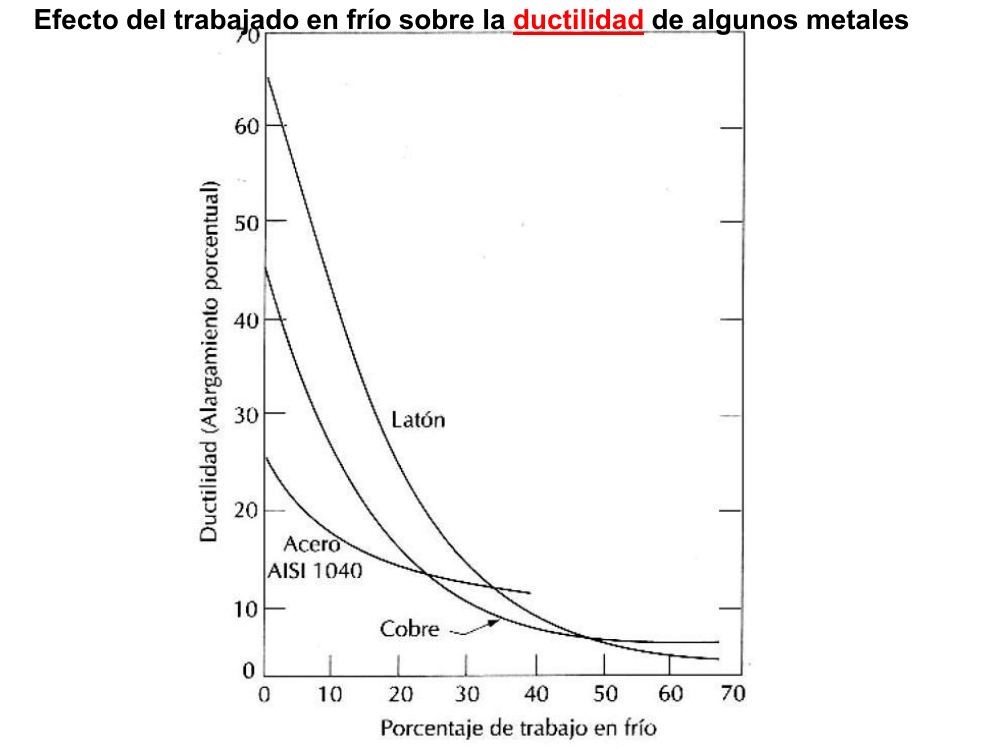 Efecto del trabajado en frío sobre la ductilidad de algunos metales
70
60
50
40
30
20
10
0
Ductilidad (Alargamiento porcentual)
Latón
Acero
AISI 1040
Cobre
0 10 20 30 40 50 60 70
Porcentaje de trabajo en frío